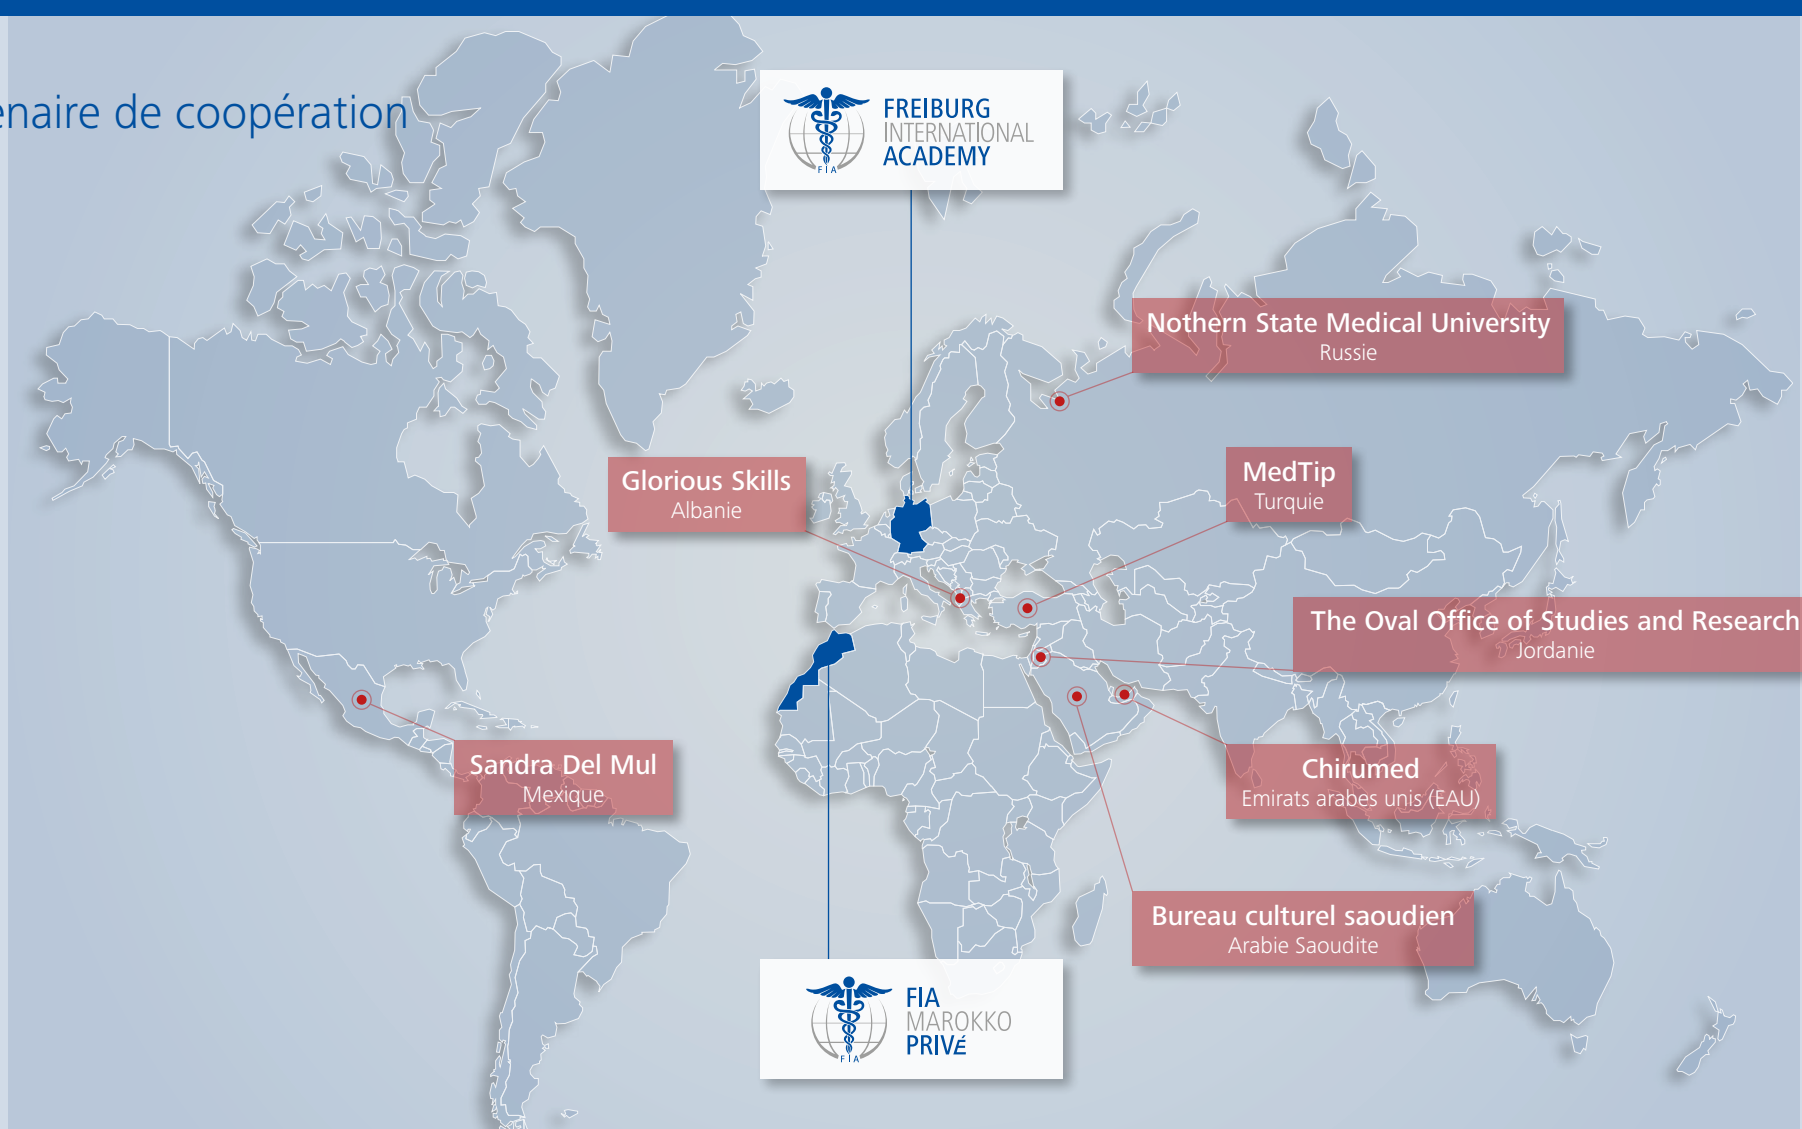 enaire de coopération
FREIBURG
INTERNATIONAL
ACADEMY
FIA
Nothern State Medical University
Russie
Glorious Skills
Albanie
MedTip
Turquie
The Oval Office of Studies and Research
Jordanie
Sandra Del Mul
Mexique
Chirumed
Emirats arabes unis (EAU)
Bureau culturel saoudien
Arabie Saoudite
FIA
MAROKKO
PRIVÉ
FIA